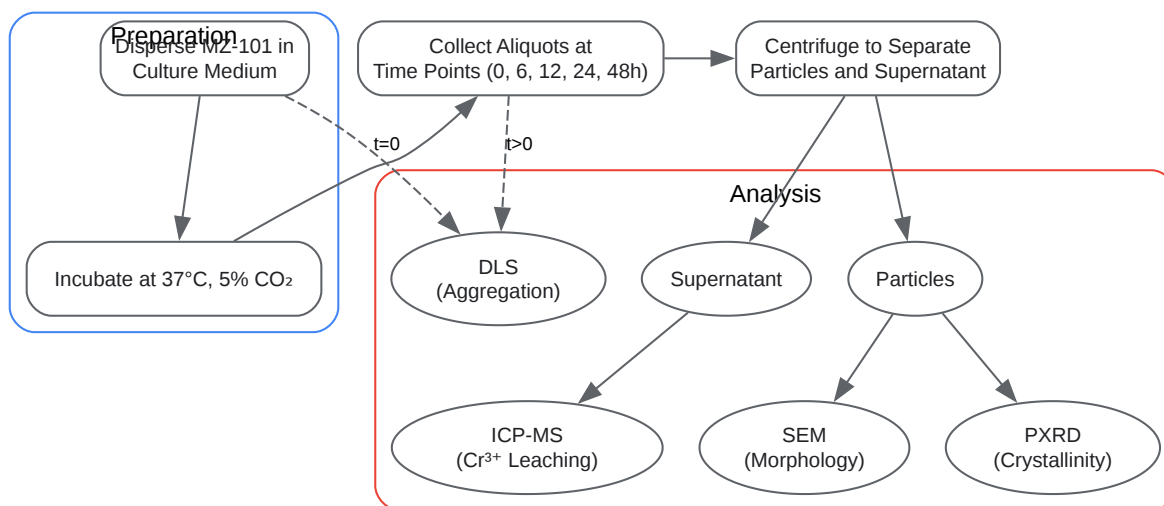 Preparation
Disperse MZ-101 in
Culture Medium
Collect Aliquots at
Time Points (0, 6, 12, 24, 48h)
Centrifuge to Separate
Particles and Supernatant
t=0
t>0
Analysis
Incubate at 37°C, 5% CO₂
DLS
(Aggregation)
Supernatant
Particles
ICP-MS
(Cr³⁺ Leaching)
SEM
(Morphology)
PXRD
(Crystallinity)